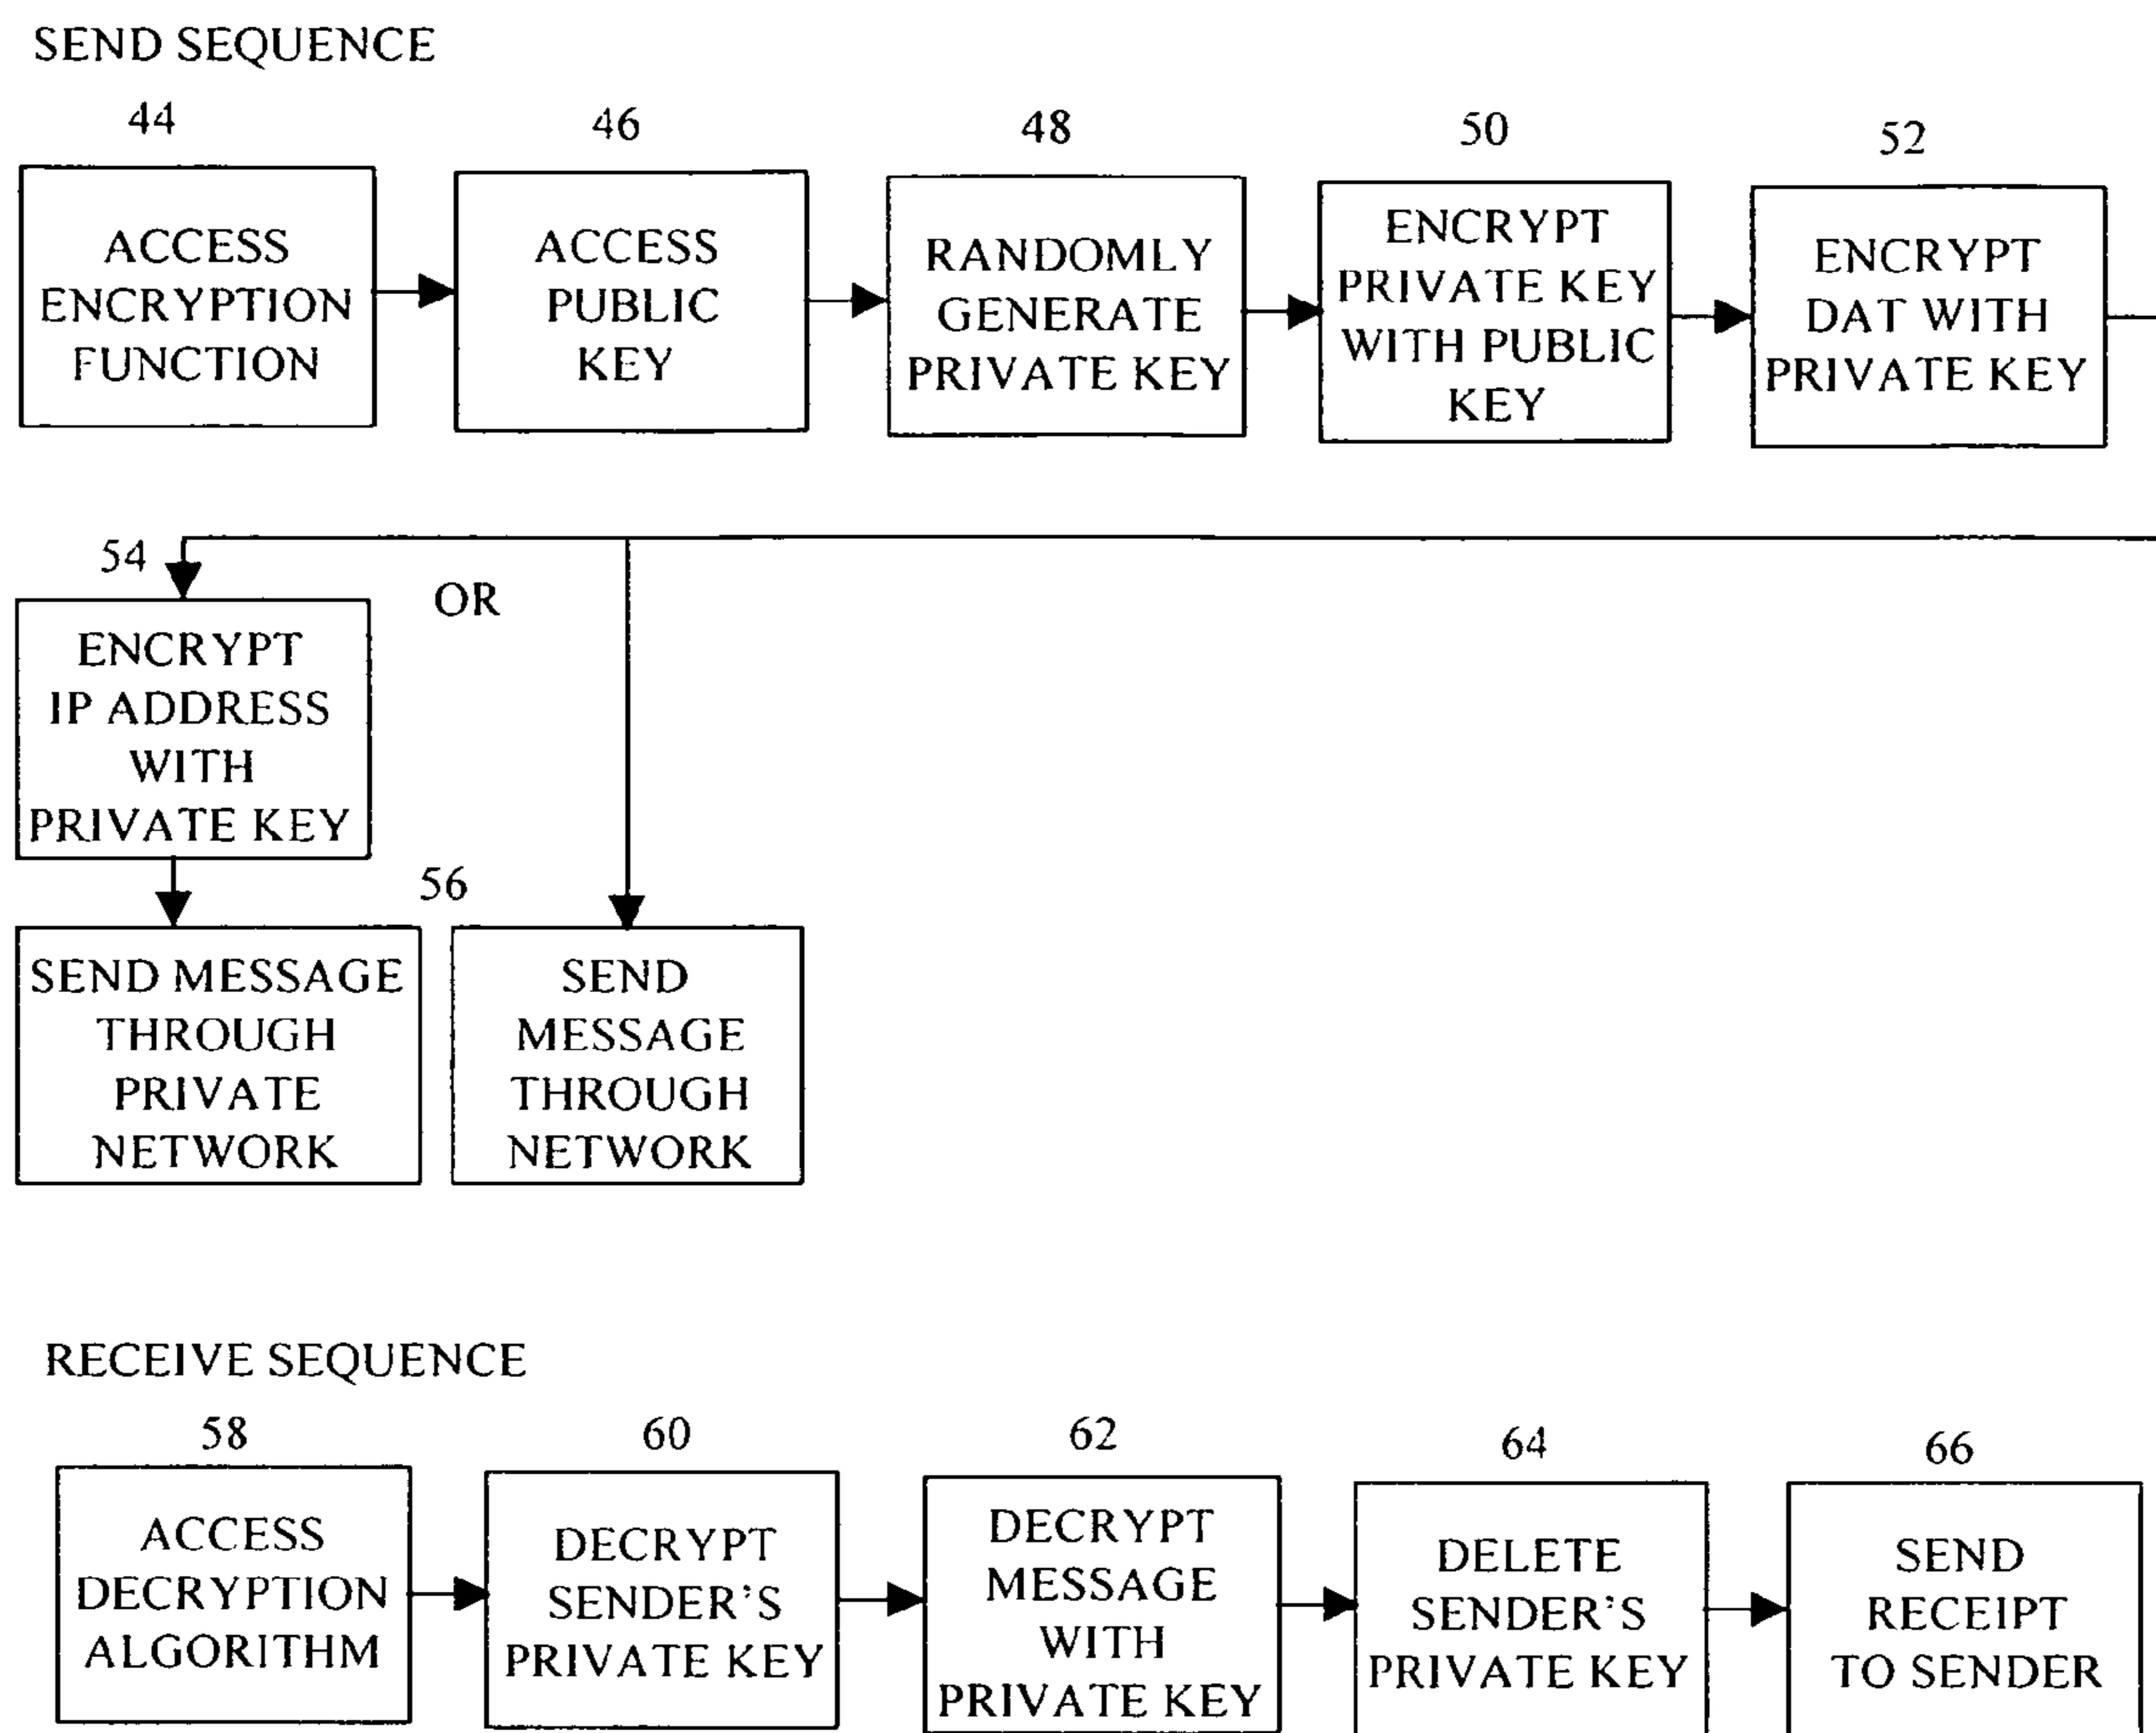 SEND SEQUENCE
44
46
48
50
52
ACCESS
ENCRYPTION
FUNCTION
ACCESS
PUBLIC
KEY
RANDOMLY
GENERATE
PRIVATE KEY
ENCRYPT
PRIVATE KEY
WITH PUBLIC
KEY
ENCRYPT
DAT WITH
PRIVATE KEY
54
OR
ENCRYPT
IP ADDRESS
WITH
PRIVATE KEY
56
SEND MESSAGE
THROUGH
PRIVATE
NETWORK
SEND
MESSAGE
THROUGH
NETWORK
RECEIVE SEQUENCE
58
60
62
64
66
ACCESS
DECRYPTION
ALGORITHM
DECRYPT
SENDER'S
PRIVATE KEY
DECRYPT
MESSAGE
WITH
PRIVATE KEY
DELETE
SENDER'S
PRIVATE KEY
SEND
RECEIPT
TO SENDER